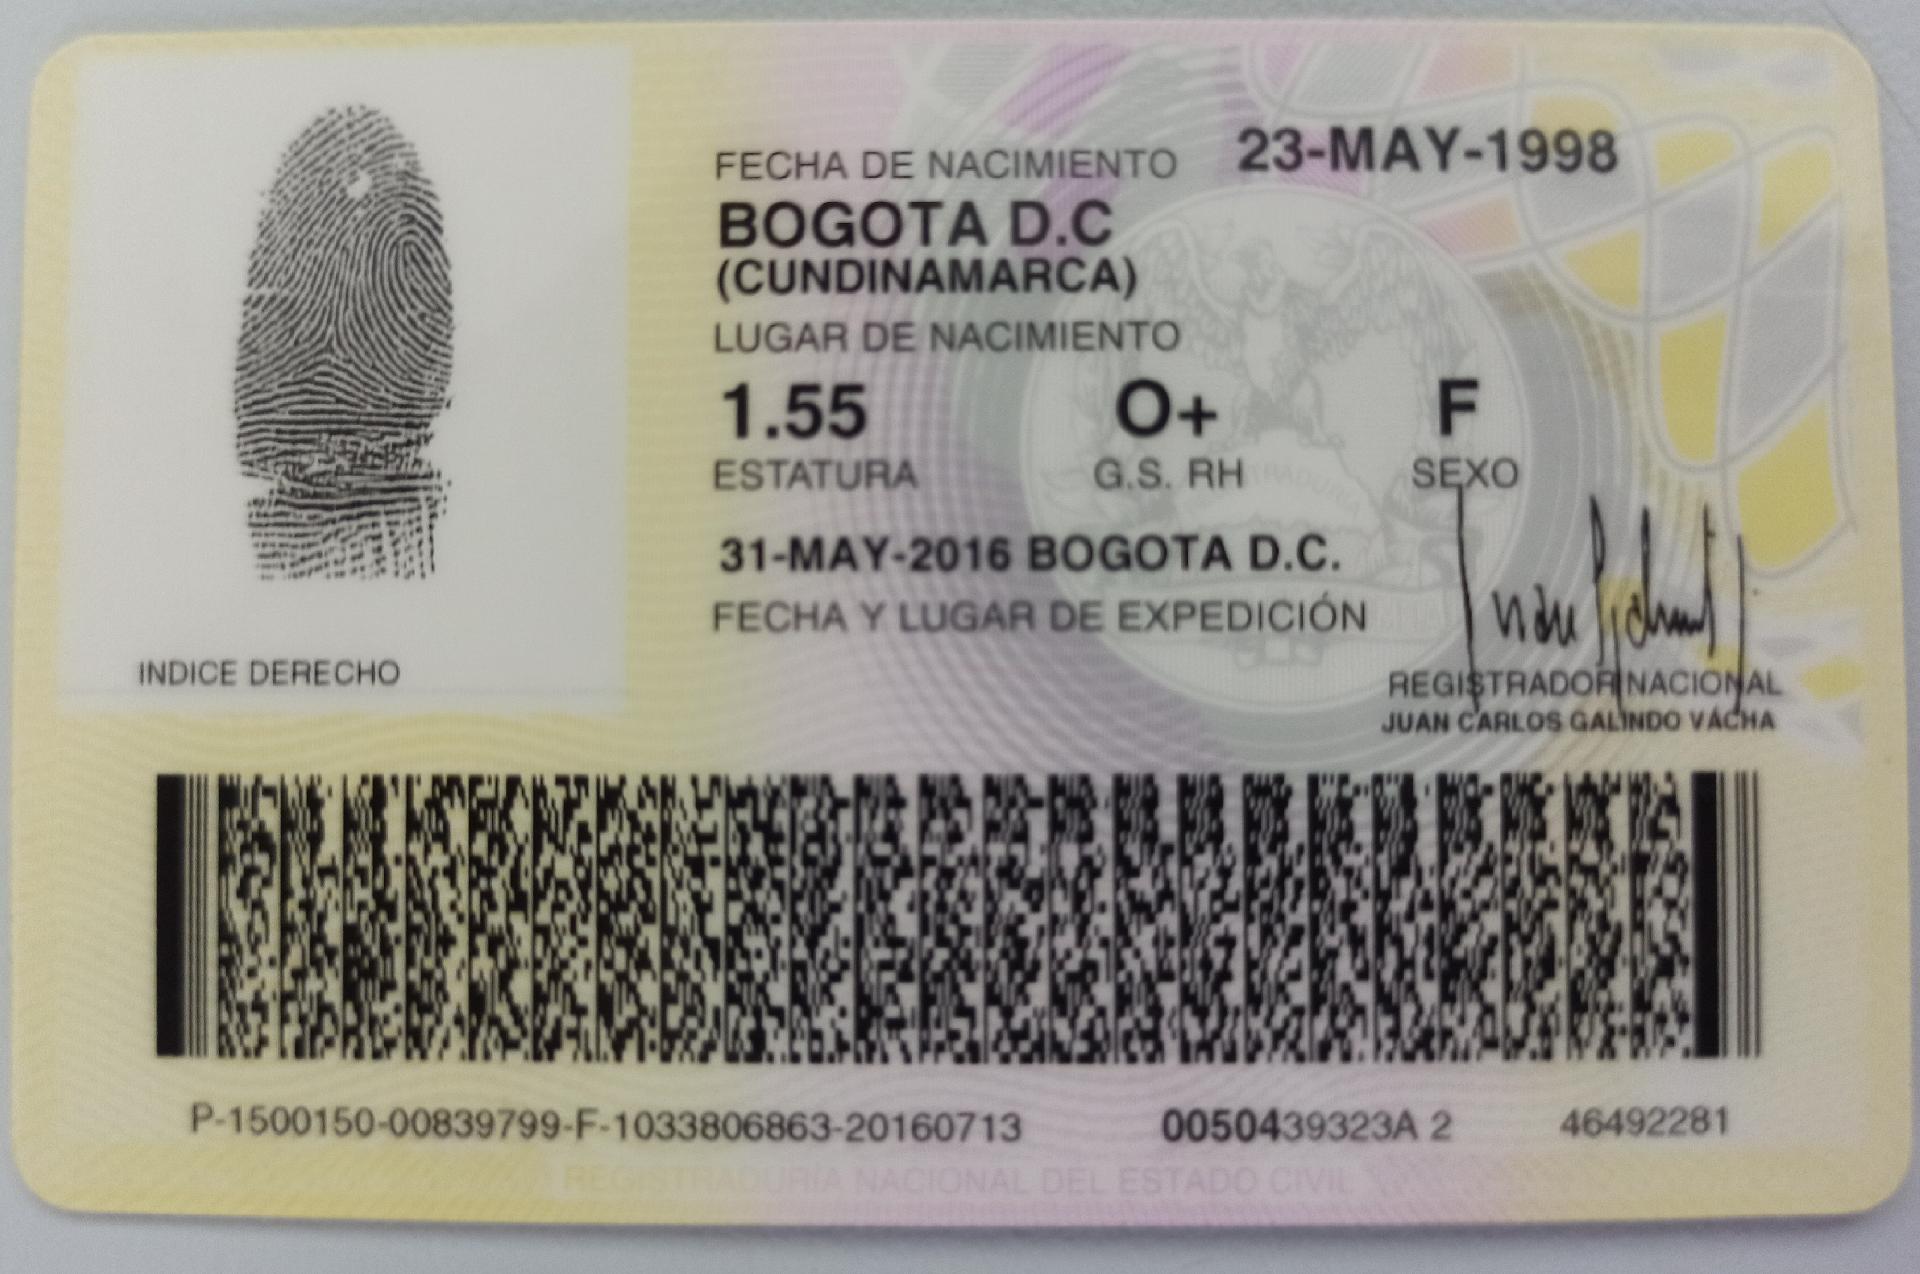 FECHA DE NACIMIENTO 23-MAY-1998
BOGOTA D.C
(CUNDINAMARCA)
LUGAR DE NACIMIENTO
1.55 O+ F
ESTATURA G.S. RH SEXO
31-MAY-2016 BOGOTA D.C.
FECHA Y LUGAR DE EXPEDICIÓN
INDICE DERECHO
REGISTRADOR NACIONAL
JUAN CARLOS GALINDO VÁCHA
P-1500150-00839799-F-1033806863-20160713 0050439323A 2 46492281
REGISTRADURÍA NACIONAL DEL ESTADO CIVIL